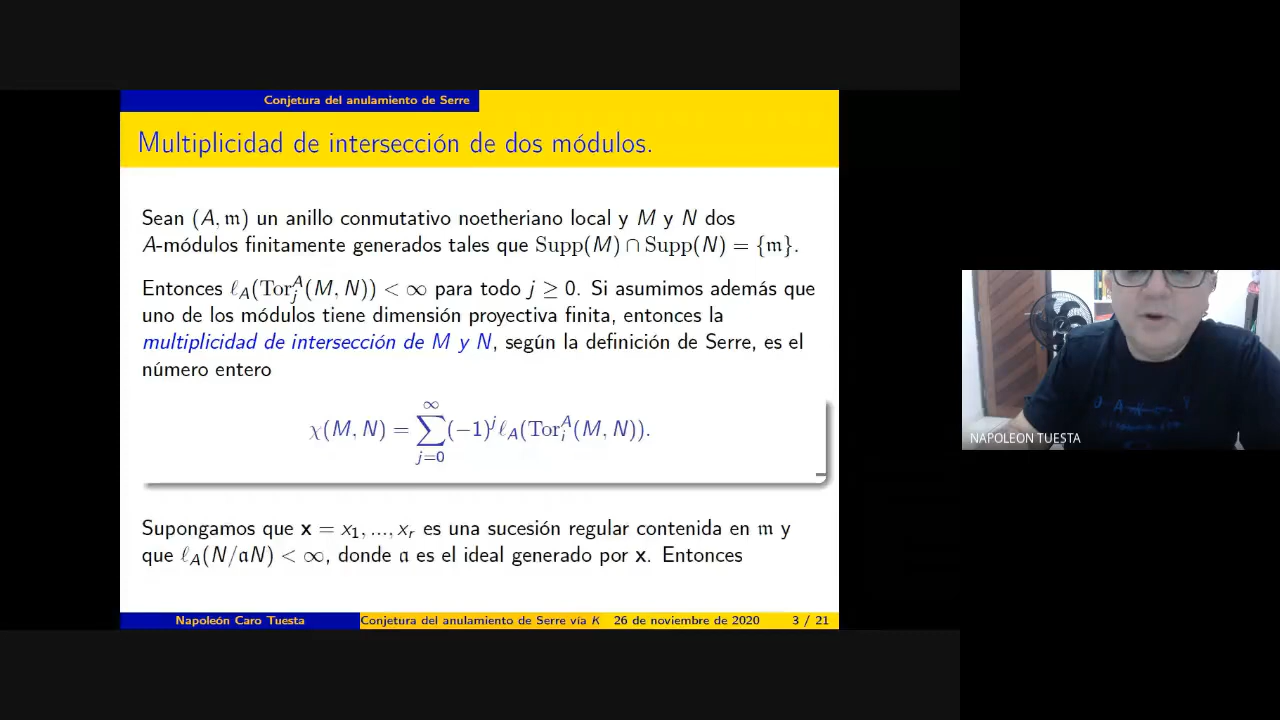 Conjetura del anulamiento de Serre
Multiplicidad de intersección de dos módulos.
Sean (A, 𝔪) un anillo conmutativo noetheriano local y M y N dos
A-módulos finitamente generados tales que Supp(M) ∩ Supp(N) = {𝔪}.
Entonces ℓ_A(Tor_j^A(M, N)) < ∞ para todo j ≥ 0. Si asumimos además que
uno de los módulos tiene dimensión proyectiva finita, entonces la
multiplicidad de intersección de M y N, según la definición de Serre, es el
número entero
χ(M, N) = ∑_{j=0}^{∞} (−1)^j ℓ_A(Tor_i^A(M, N)).
Supongamos que x = x₁, ..., x_r es una sucesión regular contenida en 𝔪 y
que ℓ_A(N/𝔞N) < ∞, donde 𝔞 es el ideal generado por x. Entonces
Napoleón Caro Tuesta Conjetura del anulamiento de Serre vía K 26 de noviembre de 2020 3 / 21
NAPOLEON TUESTA